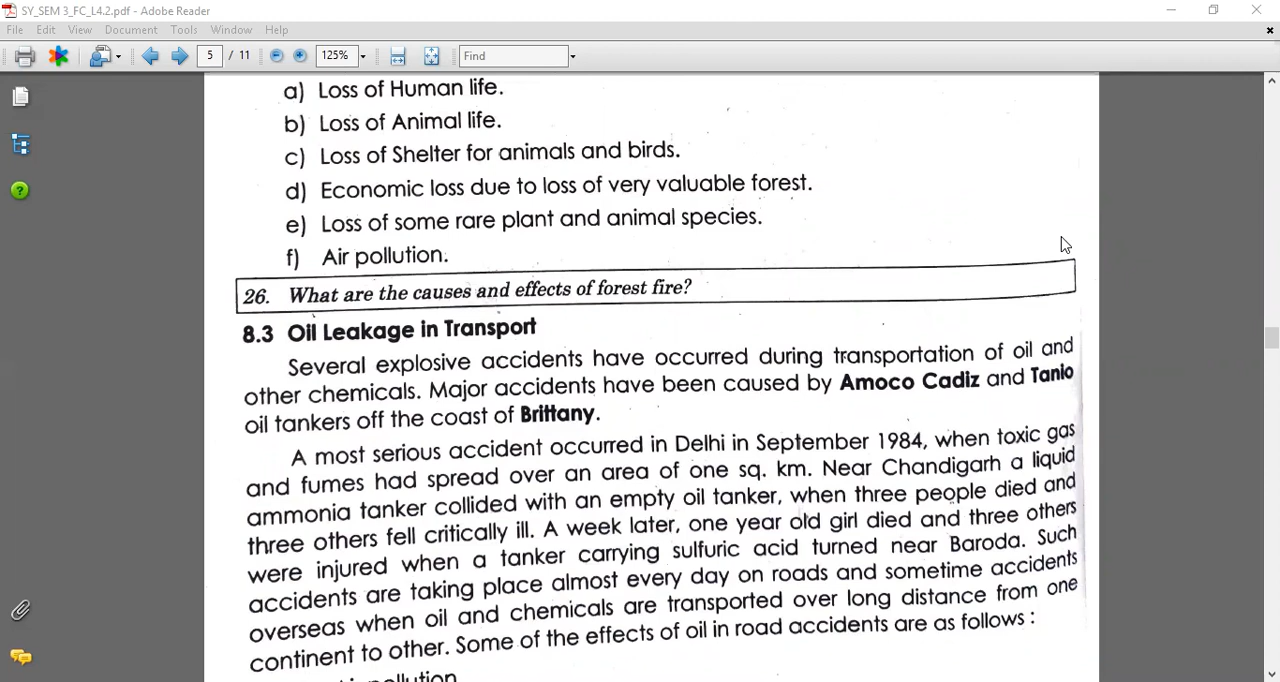 SY_SEM 3_FC_L4.2.pdf - Adobe Reader
File Edit View Document Tools Window Help
5 / 11 125% Find
a) Loss of Human life.
b) Loss of Animal life.
c) Loss of Shelter for animals and birds.
d) Economic loss due to loss of very valuable forest.
e) Loss of some rare plant and animal species.
f) Air pollution.
26. What are the causes and effects of forest fire?
8.3 Oil Leakage in Transport
Several explosive accidents have occurred during transportation of oil and
other chemicals. Major accidents have been caused by Amoco Cadiz and Tanio
oil tankers off the coast of Brittany.
A most serious accident occurred in Delhi in September 1984, when toxic gas
and fumes had spread over an area of one sq. km. Near Chandigarh a liquid
ammonia tanker collided with an empty oil tanker, when three people died and
three others fell critically ill. A week later, one year old girl died and three others
were injured when a tanker carrying sulfuric acid turned near Baroda. Such
accidents are taking place almost every day on roads and sometime accidents
overseas when oil and chemicals are transported over long distance from one
continent to other. Some of the effects of oil in road accidents are as follows :
pollution